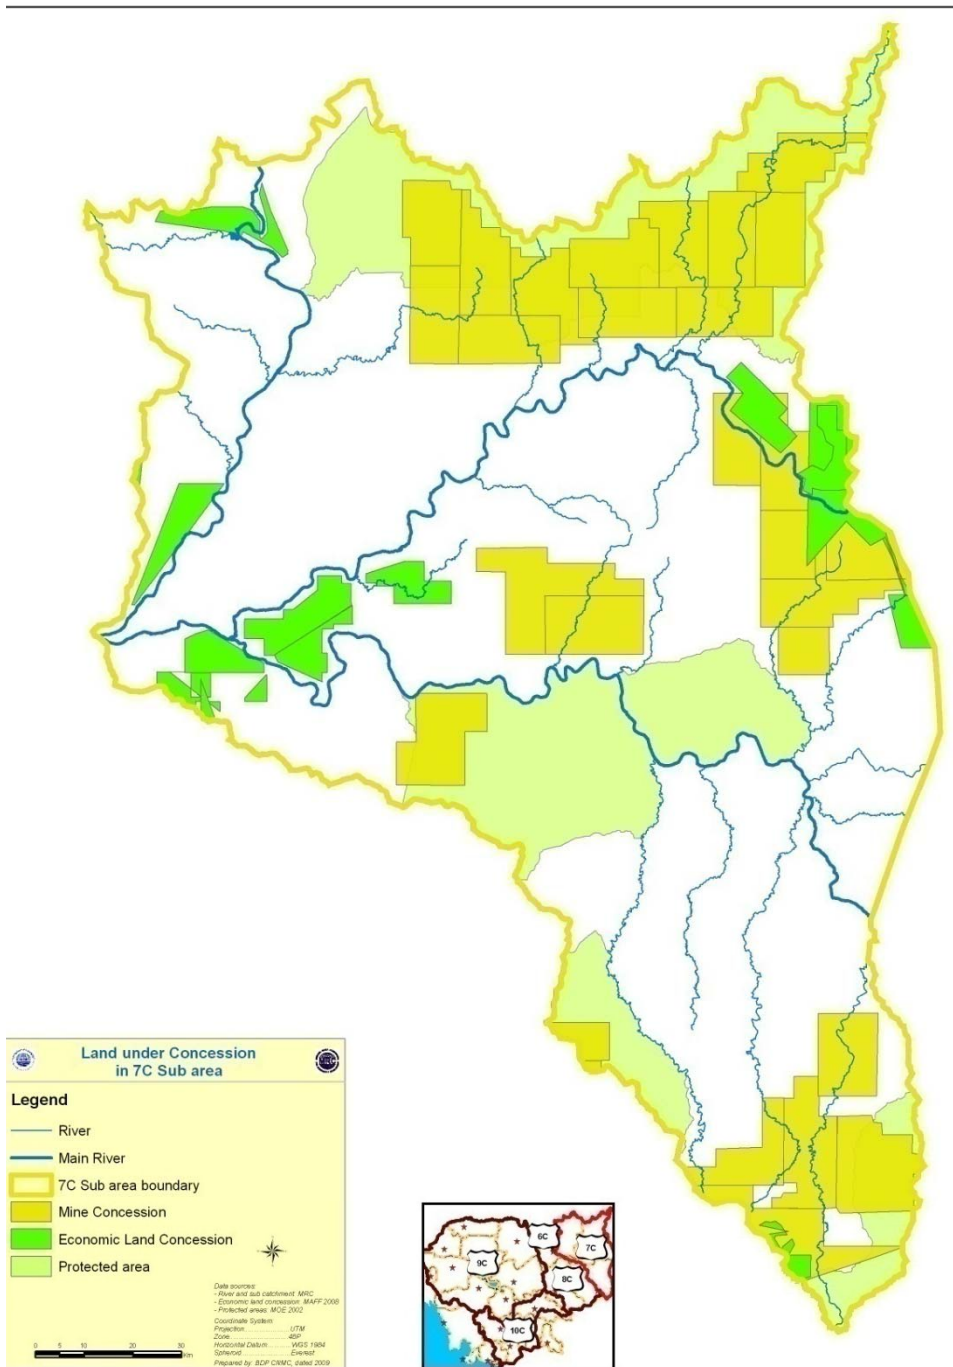 Land under Concession
in 7C Sub area
Legend
River
Main River
7C Sub area boundary
Mine Concession
Economic Land Concession
Protected area
Data sources:
- River and sub catchment: MRC
- Economic land concession: MAFF 2008
- Protected areas: MOE 2002
Coordinate System:
Projection..................UTM
Zone.........................48P
Horizontal Datum..........WGS 1984
Spheroid...................Everest
Prepared by: BDP CNMC, dated 2009
0 5 10 20 30
Km
6C
7C
9C
8C
10C